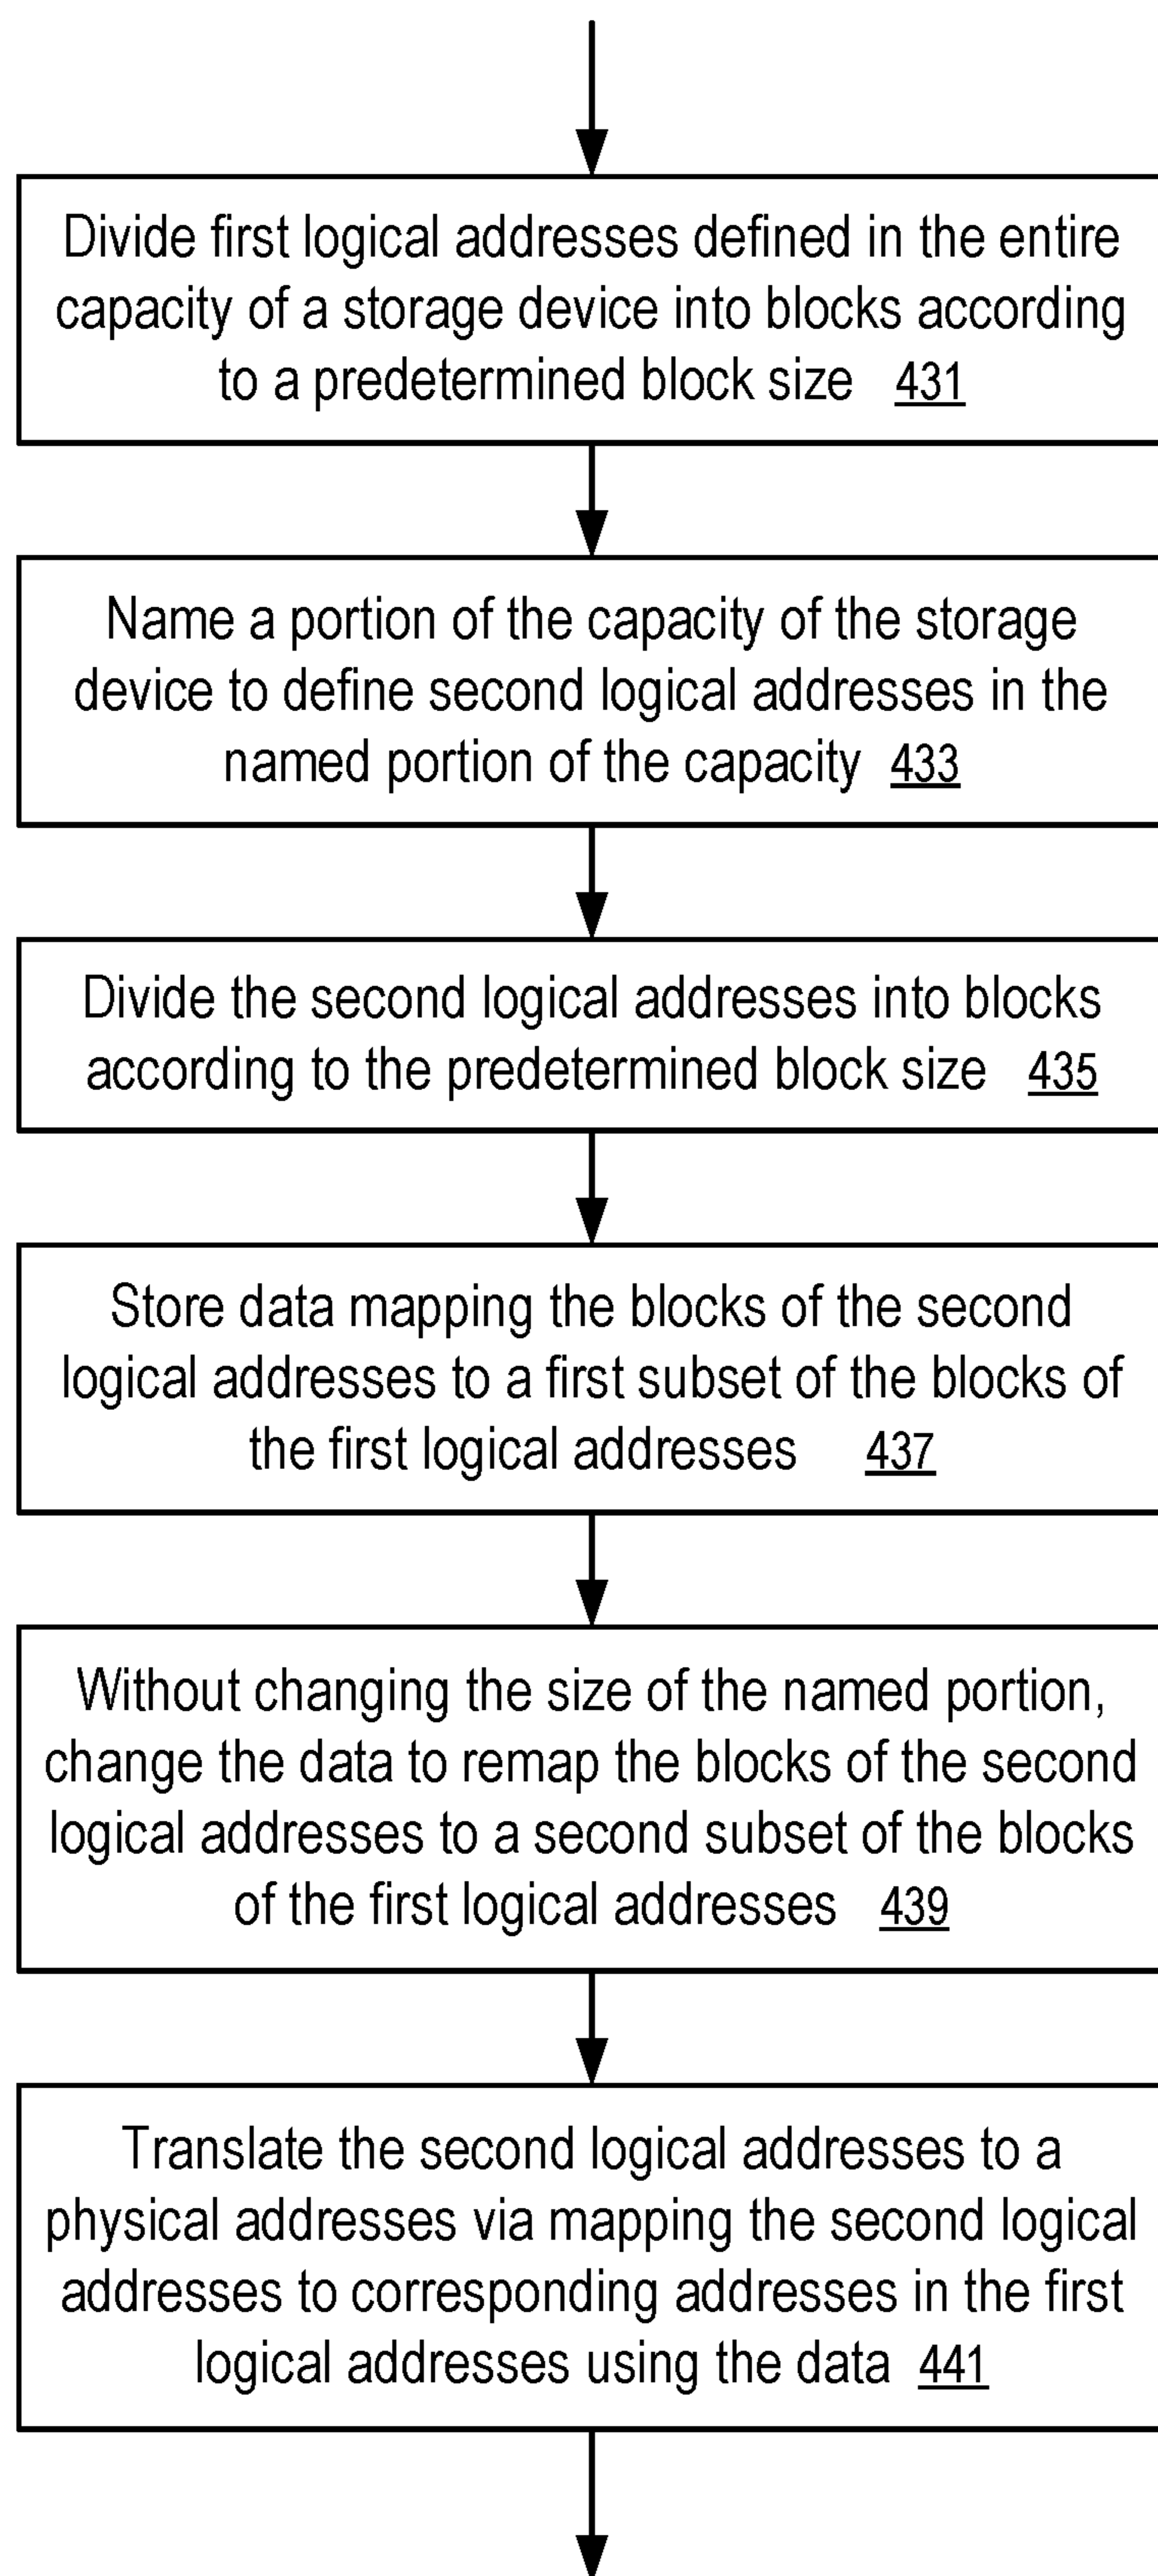 Divide first logical addresses defined in the entire
capacity of a storage device into blocks according
to a predetermined block size 431
Name a portion of the capacity of the storage
device to define second logical addresses in the
named portion of the capacity 433
Divide the second logical addresses into blocks
according to the predetermined block size 435
Store data mapping the blocks of the second
logical addresses to a first subset of the blocks of
the first logical addresses 437
Without changing the size of the named portion,
change the data to remap the blocks of the second
logical addresses to a second subset of the blocks
of the first logical addresses 439
Translate the second logical addresses to a
physical addresses via mapping the second logical
addresses to corresponding addresses in the first
logical addresses using the data 441